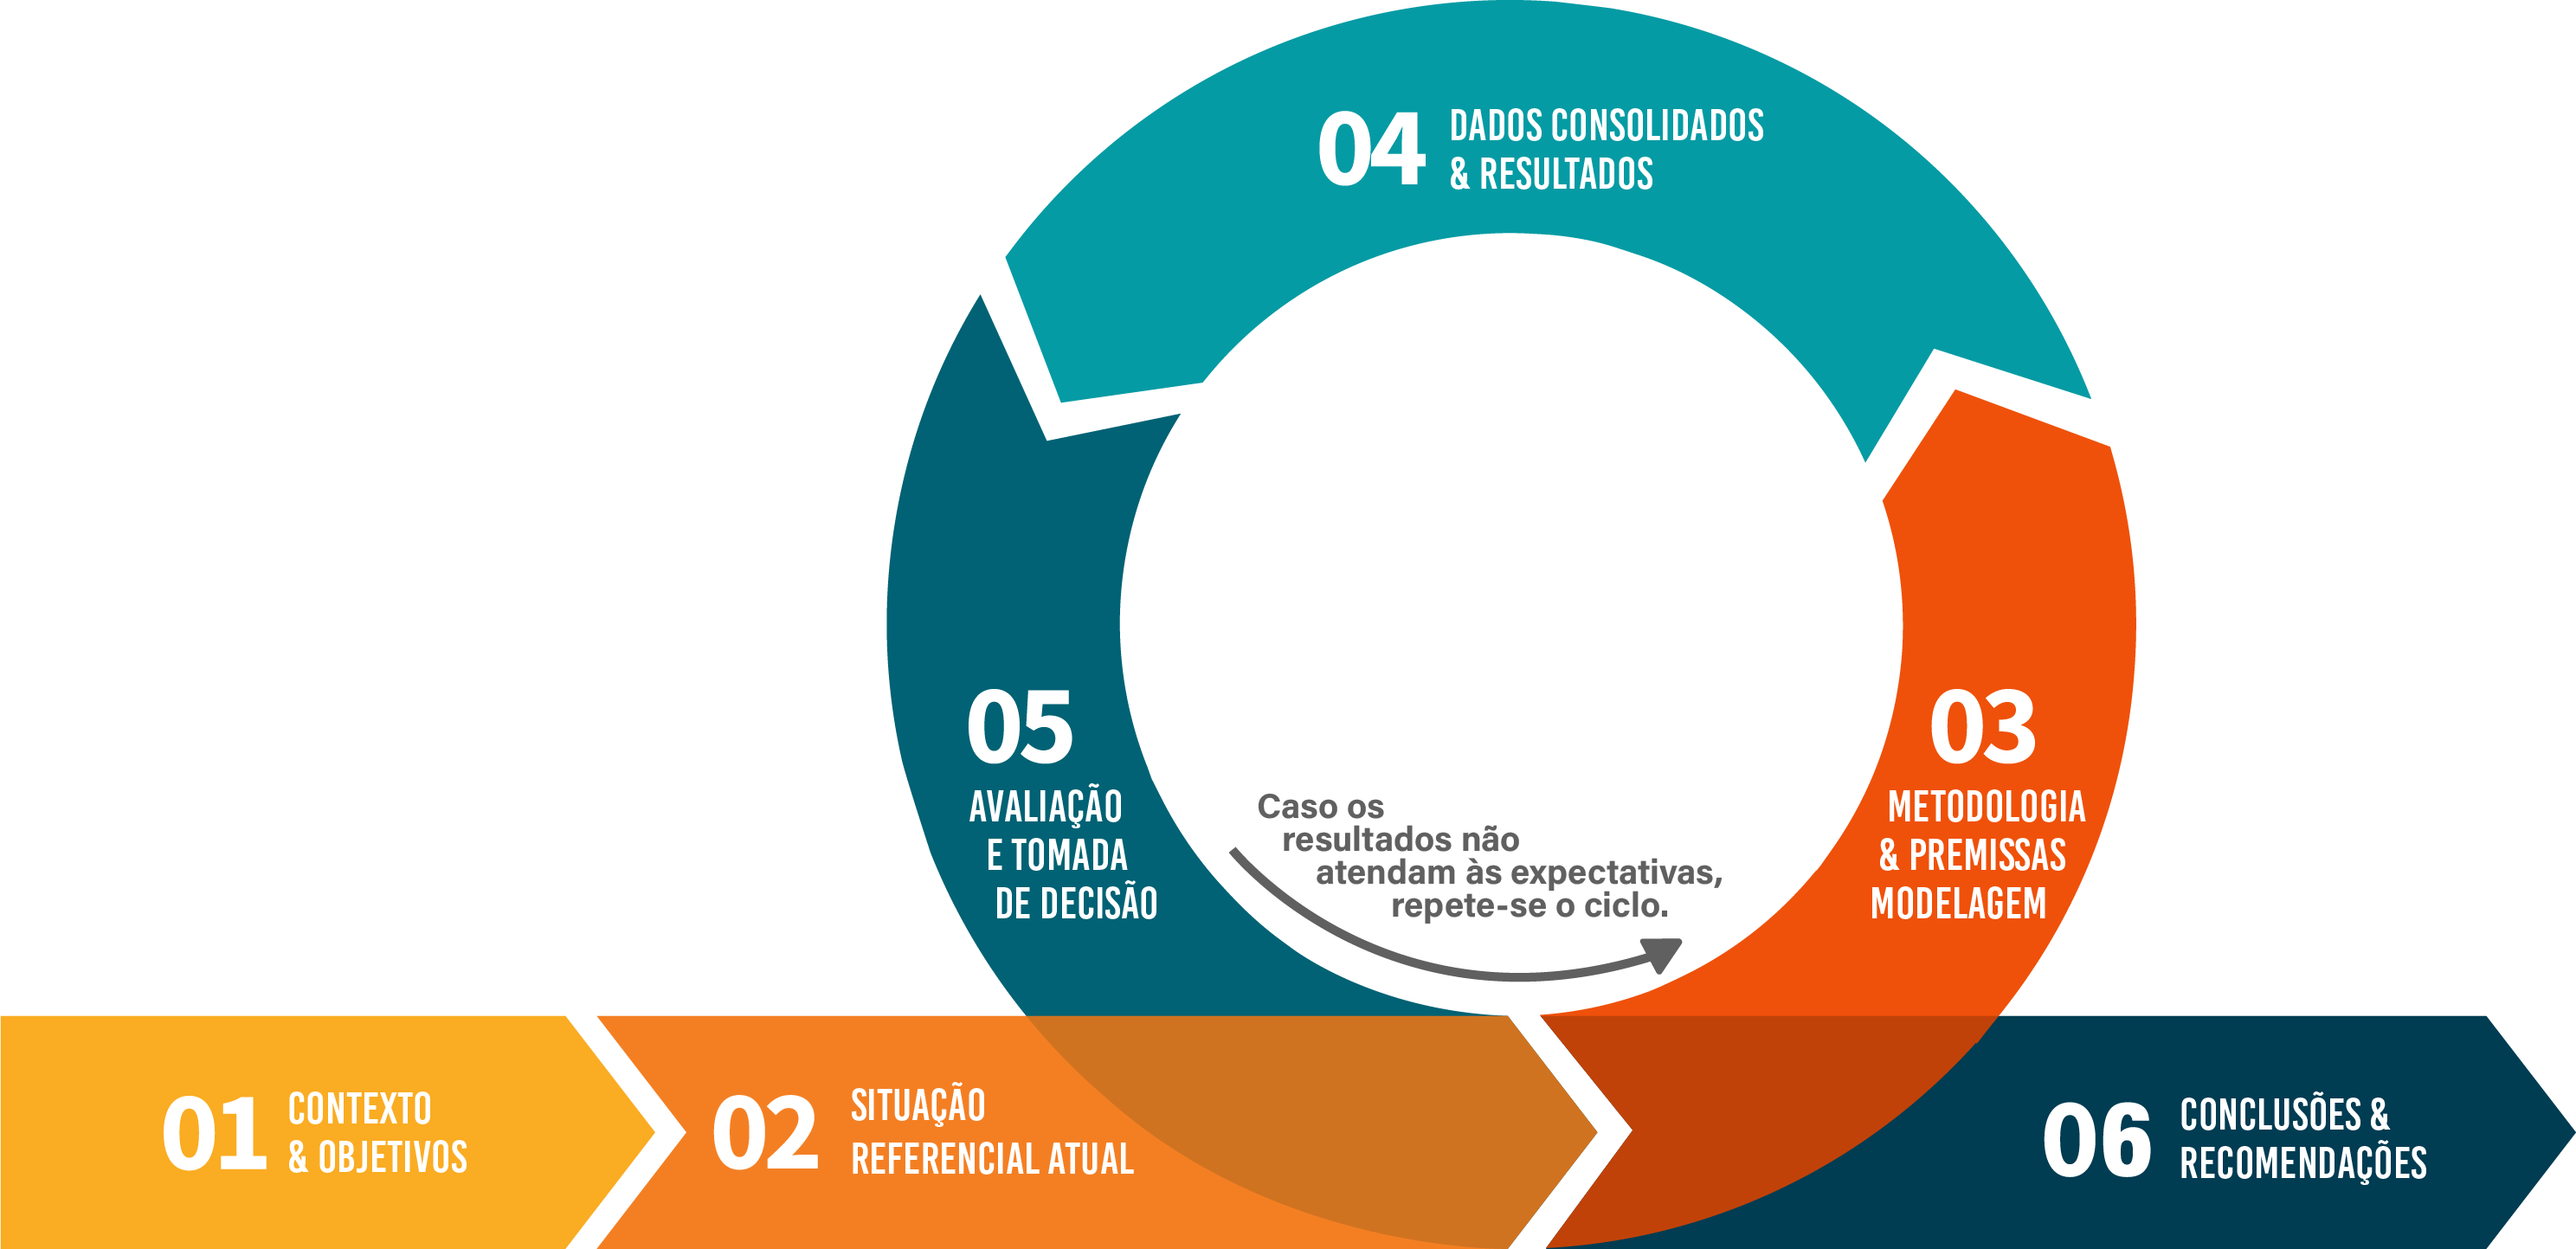 01
CONTEXTO
& OBJETIVOS
02
SITUAÇÃO
REFERENCIAL ATUAL
03
METODOLOGIA
& PREMISSAS
MODELAGEM
04
DADOS CONSOLIDADOS
& RESULTADOS
05
AVALIAÇÃO
E TOMADA
DE DECISÃO
Caso os
resultados não
atendam às expectativas,
repete-se o ciclo.
06
CONCLUSÕES &
RECOMENDAÇÕES